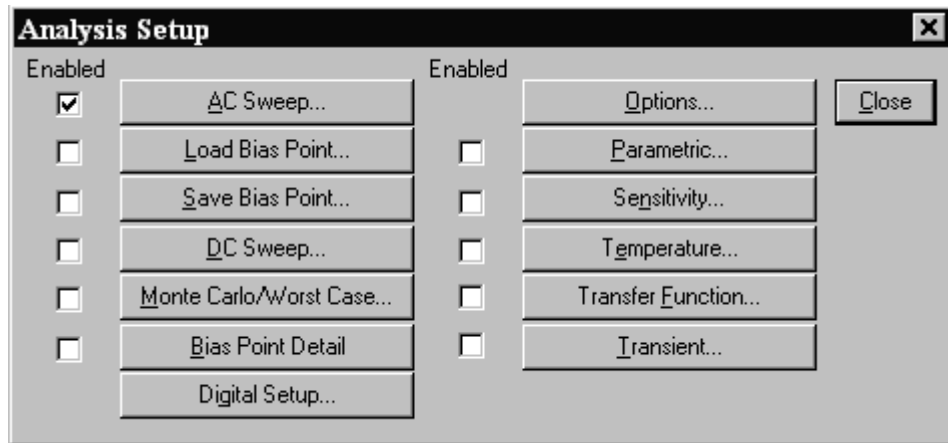 Analysis Setup
Enabled
AC Sweep...
Load Bias Point...
Save Bias Point...
DC Sweep...
Monte Carlo/Worst Case...
Bias Point Detail
Digital Setup...
Enabled
Options...
Parametric...
Sensitivity...
Temperature...
Transfer Function...
Transient...
Close